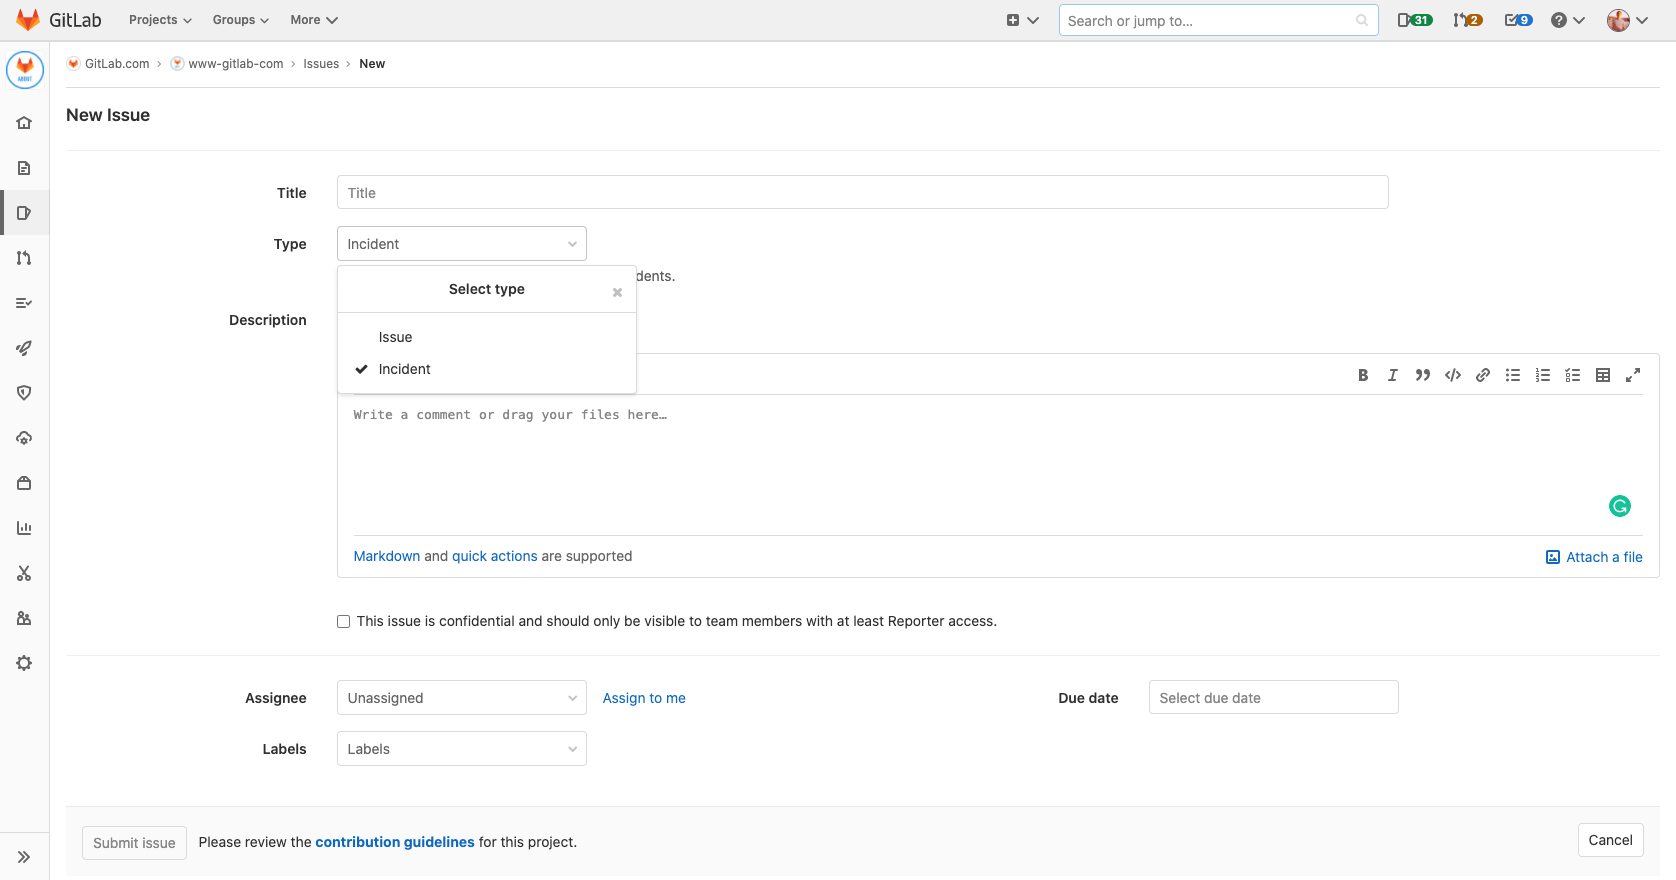 GitLab Projects Groups More Search or jump to... 31 2 9
ABOUT
GitLab.com > www-gitlab-com > Issues > New
New Issue
Title Title
Type Incident
dents.
Select type
Issue
Incident
Description
Write a comment or drag your files here…
Markdown and quick actions are supported Attach a file
This issue is confidential and should only be visible to team members with at least Reporter access.
Assignee Unassigned Assign to me Due date Select due date
Labels Labels
Submit issue Please review the contribution guidelines for this project. Cancel